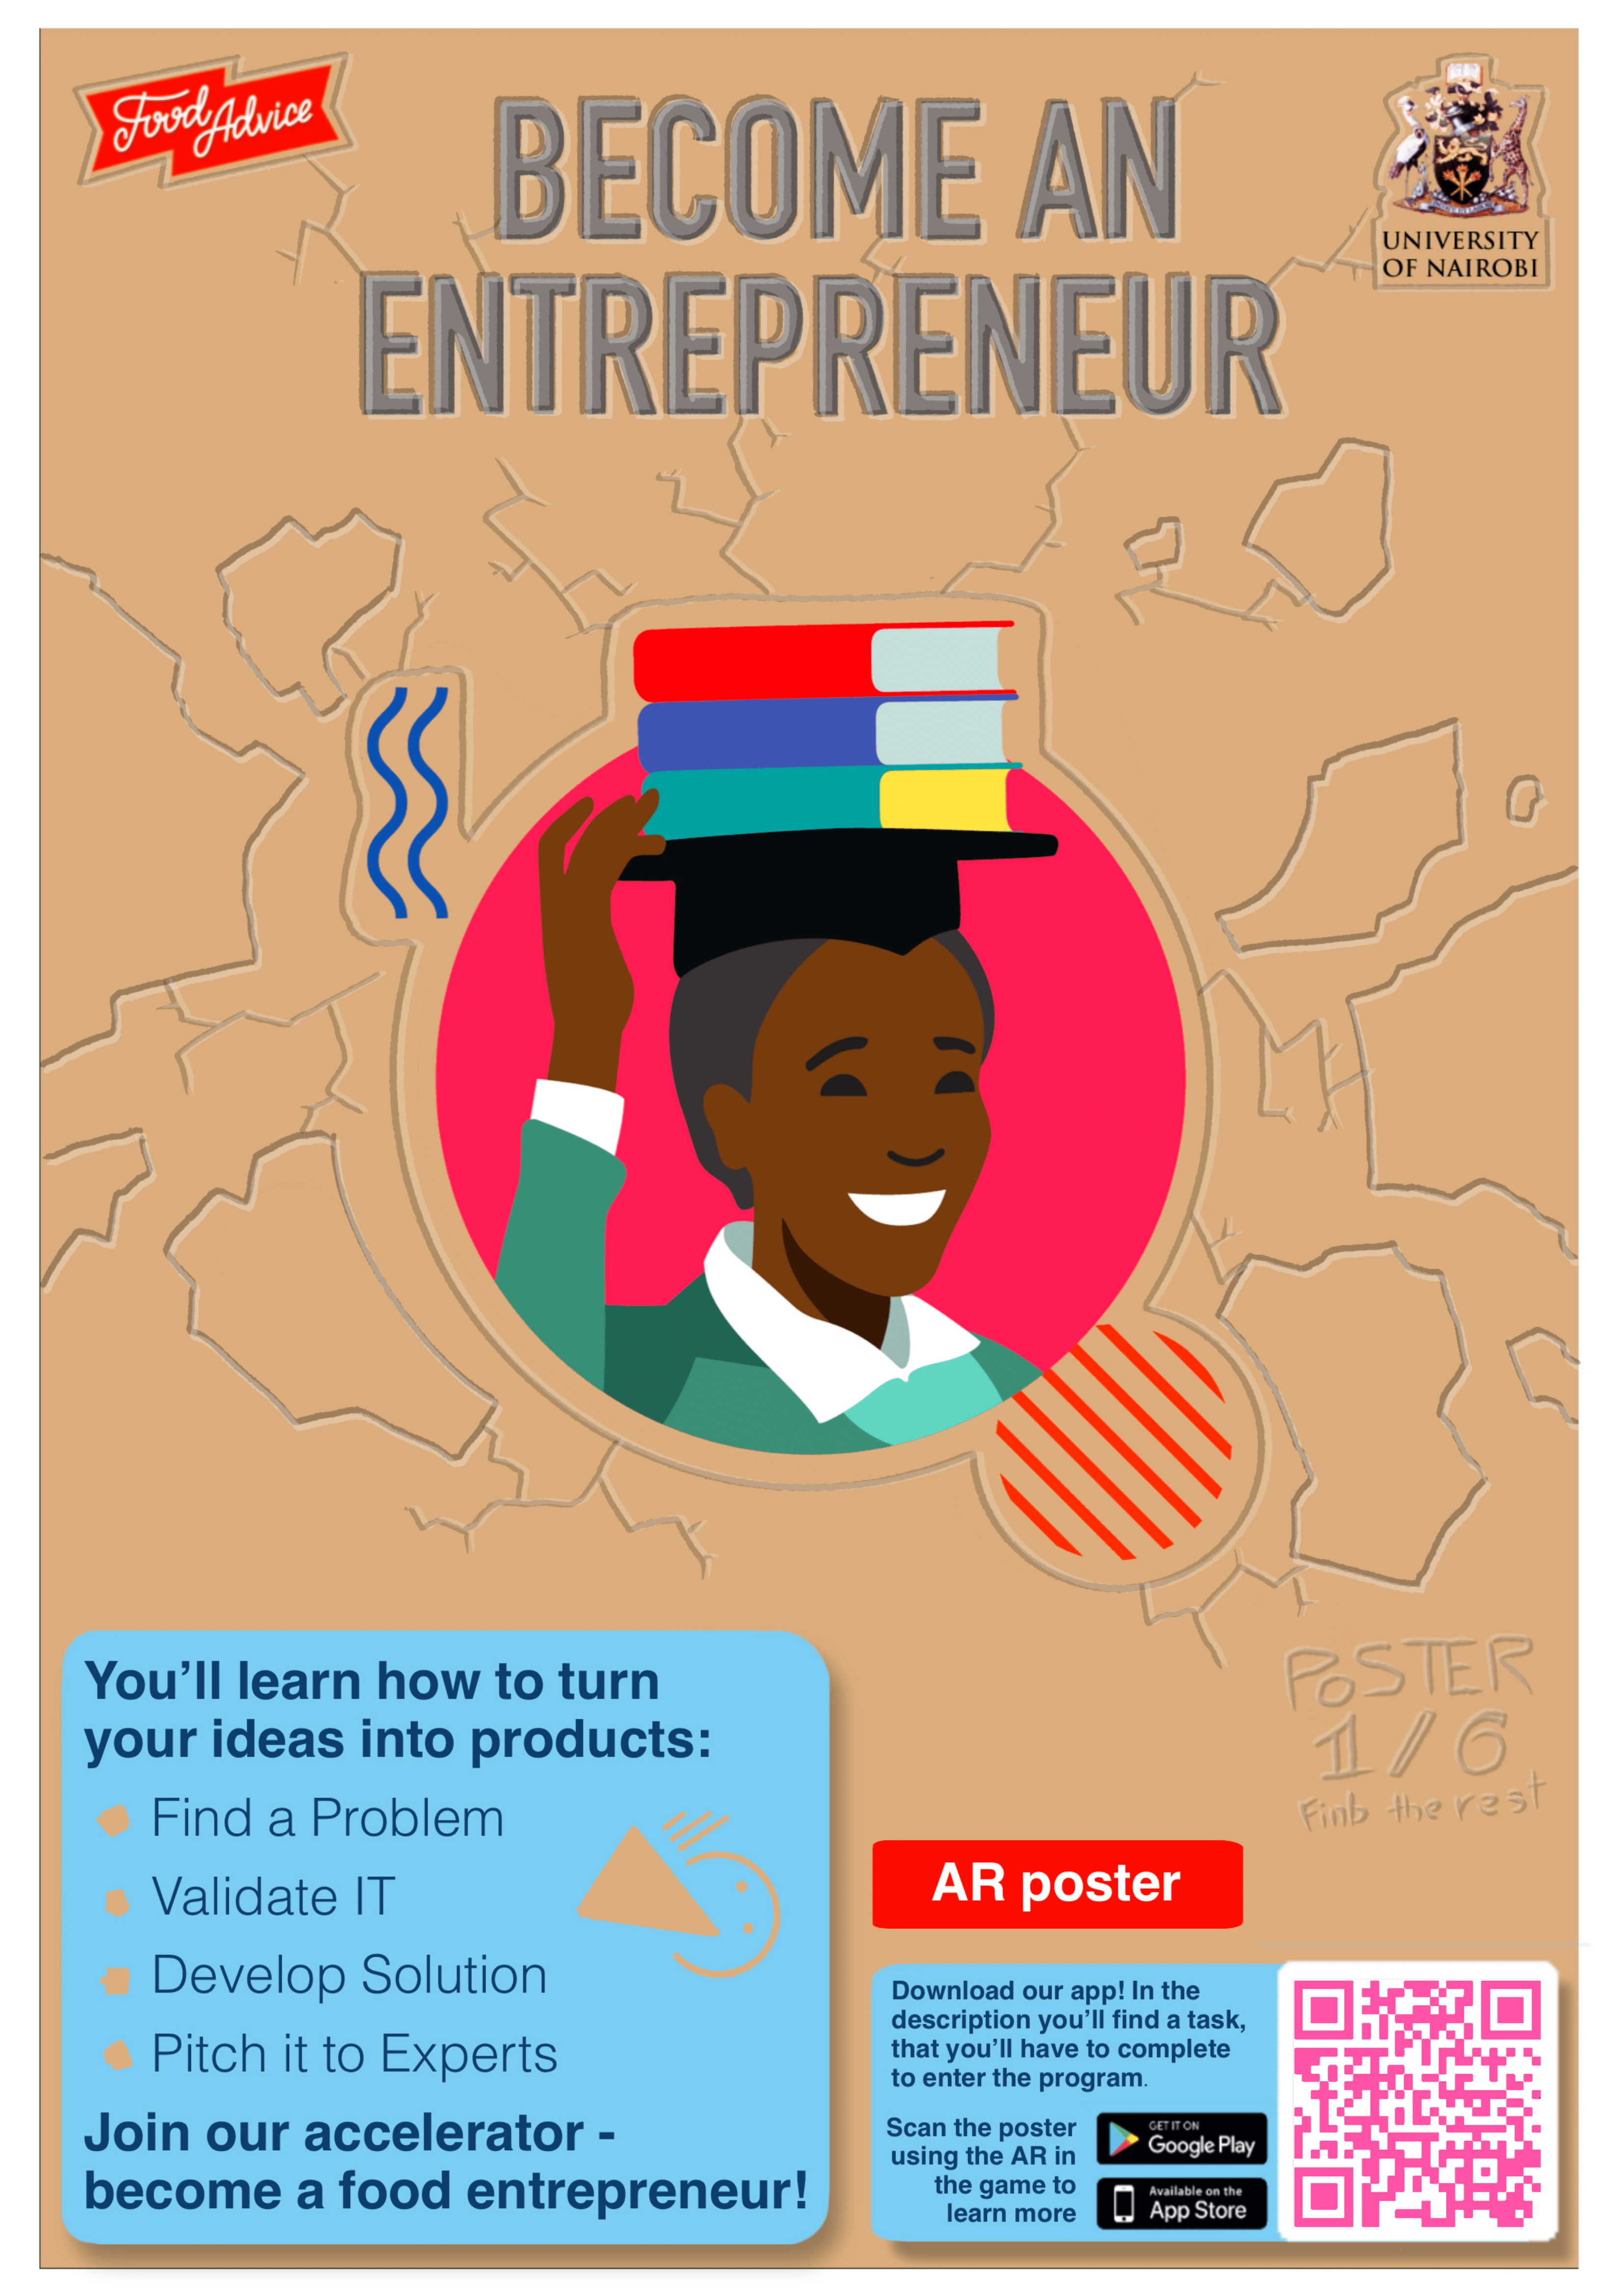 Food Advice
BECOME AN
ENTREPRENEUR
UNIVERSITY
OF NAIROBI
You'll learn how to turn
your ideas into products:
Find a Problem
Validate IT
Develop Solution
Pitch it to Experts
Join our accelerator -
become a food entrepreneur!
POSTER
1/6
Finb the rest
AR poster
Download our app! In the
description you'll find a task,
that you'll have to complete
to enter the program.
Scan the poster
using the AR in
the game to
learn more
GET IT ON
Google Play
Available on the
App Store